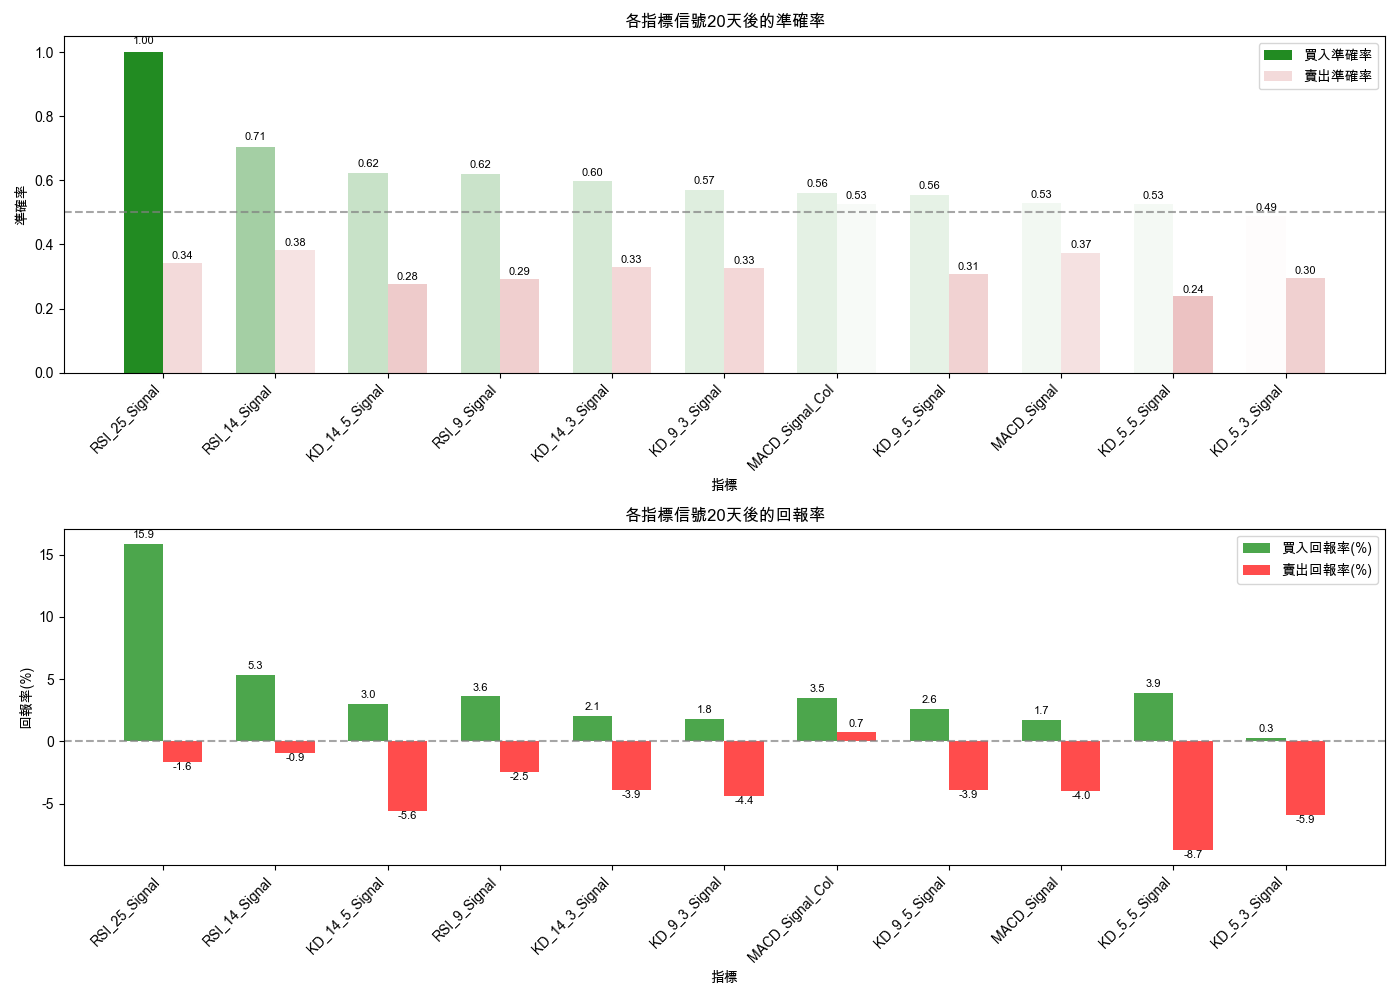 各指標信號20天後的準確率
準確率
1.0
0.8
0.6
0.4
0.2
0.0
1.00
0.34
0.71
0.38
0.62
0.28
0.62
0.29
0.60
0.33
0.57
0.33
0.56
0.53
0.56
0.31
0.53
0.37
0.53
0.24
0.49
0.30
買入準確率
賣出準確率
RSI_25_Signal
RSI_14_Signal
KD_14_5_Signal
RSI_9_Signal
KD_14_3_Signal
KD_9_3_Signal
MACD_Signal_Col
KD_9_5_Signal
MACD_Signal
KD_5_5_Signal
KD_5_3_Signal
指標
各指標信號20天後的回報率
回報率(%)
15
10
5
0
-5
15.9
-1.6
5.3
-0.9
3.0
-5.6
3.6
-2.5
2.1
-3.9
1.8
-4.4
3.5
0.7
2.6
-3.9
1.7
-4.0
3.9
-8.7
0.3
-5.9
買入回報率(%)
賣出回報率(%)
RSI_25_Signal
RSI_14_Signal
KD_14_5_Signal
RSI_9_Signal
KD_14_3_Signal
KD_9_3_Signal
MACD_Signal_Col
KD_9_5_Signal
MACD_Signal
KD_5_5_Signal
KD_5_3_Signal
指標